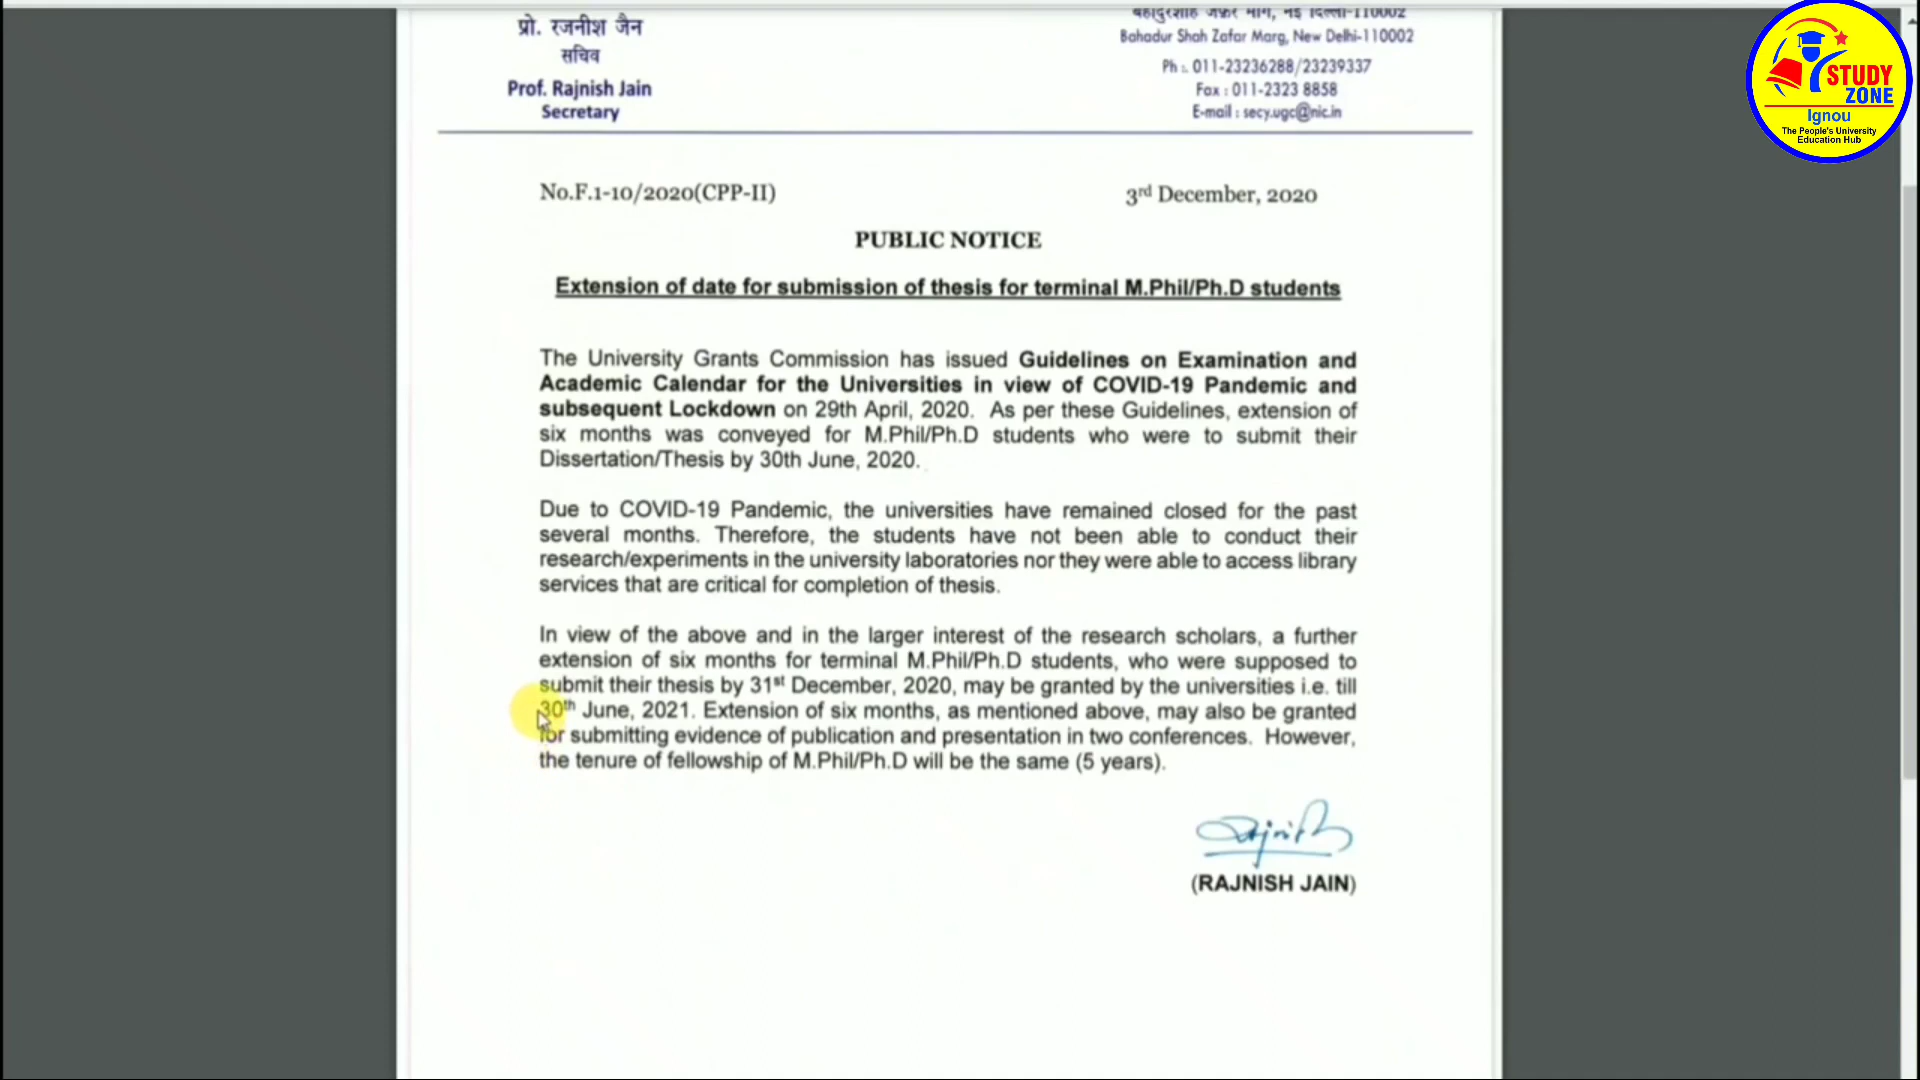 प्रो. रजनीश जैन
सचिव
Prof. Rajnish Jain
Secretary
बहादुरशाह ज़फ़र मार्ग, नई दिल्ली-110002
Bahadur Shah Zafar Marg, New Delhi-110002
Ph :. 011-23236288/23239337
Fax : 011-2323 8858
E-mail : secy.ugc@nic.in
STUDY
ZONE
Ignou
The People's University
Education Hub
No.F.1-10/2020(CPP-II)
3rd December, 2020
PUBLIC NOTICE
Extension of date for submission of thesis for terminal M.Phil/Ph.D students
The University Grants Commission has issued Guidelines on Examination and
Academic Calendar for the Universities in view of COVID-19 Pandemic and
subsequent Lockdown on 29th April, 2020. As per these Guidelines, extension of
six months was conveyed for M.Phil/Ph.D students who were to submit their
Dissertation/Thesis by 30th June, 2020.
Due to COVID-19 Pandemic, the universities have remained closed for the past
several months. Therefore, the students have not been able to conduct their
research/experiments in the university laboratories nor they were able to access library
services that are critical for completion of thesis.
In view of the above and in the larger interest of the research scholars, a further
extension of six months for terminal M.Phil/Ph.D students, who were supposed to
submit their thesis by 31st December, 2020, may be granted by the universities i.e. till
30th June, 2021. Extension of six months, as mentioned above, may also be granted
for submitting evidence of publication and presentation in two conferences. However,
the tenure of fellowship of M.Phil/Ph.D will be the same (5 years).
(RAJNISH JAIN)